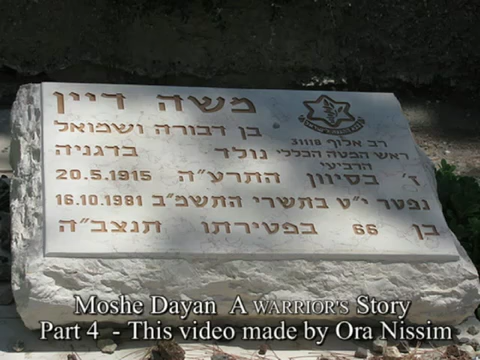 משה דיין
בן דבורה ושמואל
רב אלוף 31118
ראש המטה הכללי
הרביעי
נולד בדגניה
ז' בסיוון התרע"ה 20.5.1915
נפטר י"ט בתשרי התשמ"ב 16.10.1981
בן 66 בפטירתו תנצב"ה
Moshe Dayan A WARRIOR'S Story
Part 4 - This video made by Ora Nissim